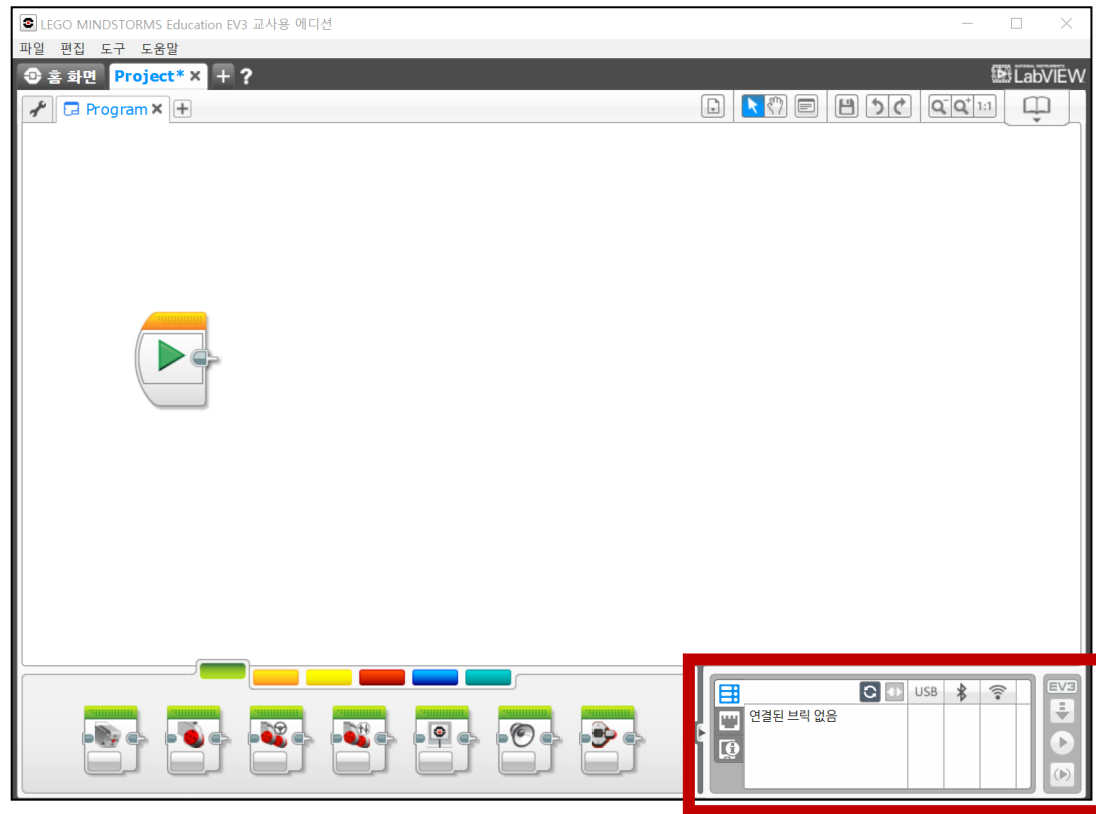 LEGO MINDSTORMS Education EV3 교사용 에디션
파일 편집 도구 도움말
홈 화면 Project* × + ?
LabVIEW
Program × +
1:1
USB
EV3
연결된 브릭 없음